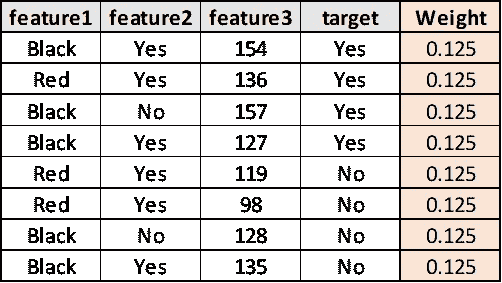 feature1 feature2 feature3 target Weight
Black Yes 154 Yes 0.125
Red Yes 136 Yes 0.125
Black No 157 Yes 0.125
Black Yes 127 Yes 0.125
Red Yes 119 No 0.125
Red Yes 98 No 0.125
Black No 128 No 0.125
Black Yes 135 No 0.125